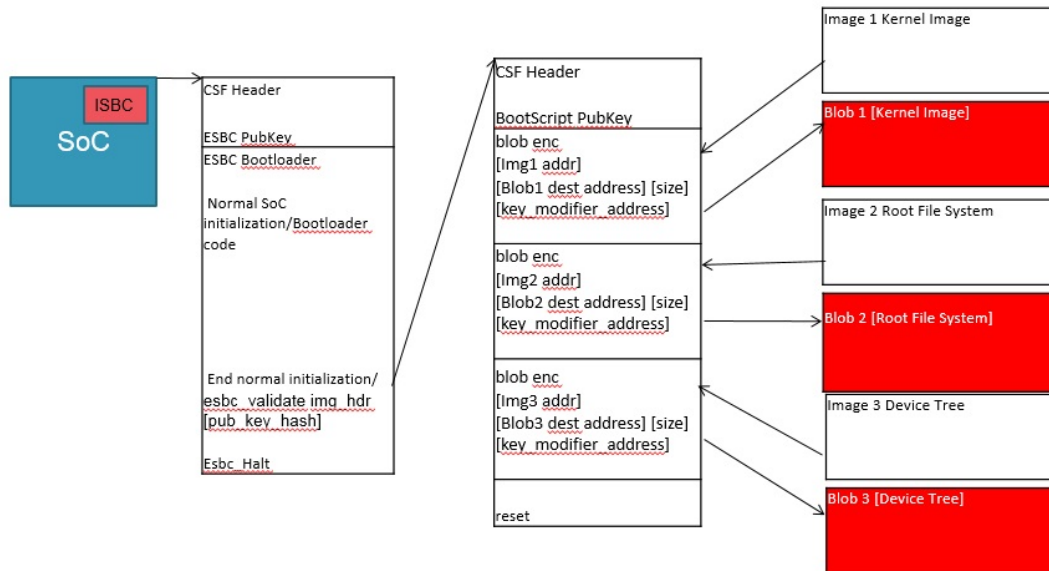 ISBC
SoC
CSF Header
ESBC PubKey
ESBC Bootloader
Normal SoC
initialization/Bootloader
code
End normal initialization/
esbc_validate img_hdr
[pub_key_hash]
Esbc_Halt
CSF Header
BootScript PubKey
blob enc
[Img1 addr]
[Blob1 dest address] [size]
[key_modifier_address]
blob enc
[Img2 addr]
[Blob2 dest address] [size]
[key_modifier_address]
blob enc
[Img3 addr]
[Blob3 dest address] [size]
[key_modifier_address]
reset
Image 1 Kernel Image
Blob 1 [Kernel Image]
Image 2 Root File System
Blob 2 [Root File System]
Image 3 Device Tree
Blob 3 [Device Tree]